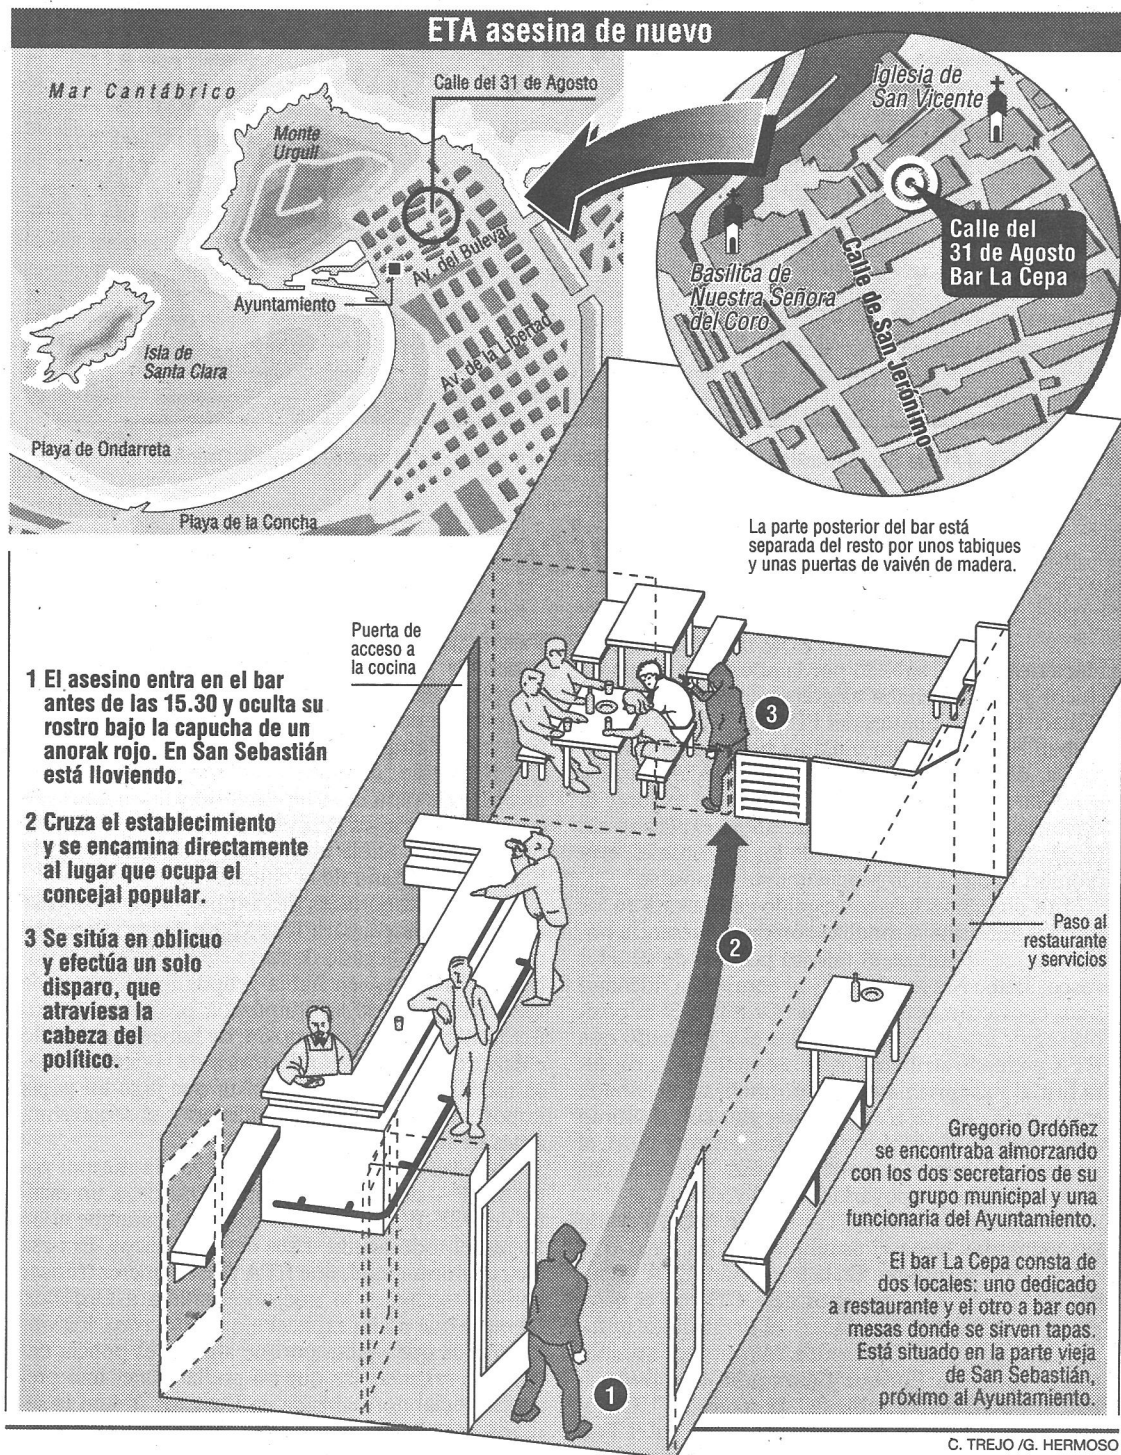 ETA asesina de nuevo
Mar Cantábrico
Monte
Urgull
Calle del 31 de Agosto
Av. del Bulevar
Ayuntamiento
Av. de la Libertad
Isla de
Santa Clara
Playa de Ondarreta
Playa de la Concha
Iglesia de
San Vicente
Calle del
31 de Agosto
Bar La Cepa
Basílica de
Nuestra Señora
del Coro
Calle de San Jerónimo
La parte posterior del bar está
separada del resto por unos tabiques
y unas puertas de vaivén de madera.
Puerta de
acceso a
la cocina
1 El asesino entra en el bar
antes de las 15.30 y oculta su
rostro bajo la capucha de un
anorak rojo. En San Sebastián
está lloviendo.
2 Cruza el establecimiento
y se encamina directamente
al lugar que ocupa el
concejal popular.
3 Se sitúa en oblicuo
y efectúa un solo
disparo, que
atraviesa la
cabeza del
político.
3
2
1
Paso al
restaurante
y servicios
Gregorio Ordóñez
se encontraba almorzando
con los dos secretarios de su
grupo municipal y una
funcionaria del Ayuntamiento.
El bar La Cepa consta de
dos locales: uno dedicado
a restaurante y el otro a bar con
mesas donde se sirven tapas.
Está situado en la parte vieja
de San Sebastián,
próximo al Ayuntamiento.
C. TREJO /G. HERMOSO